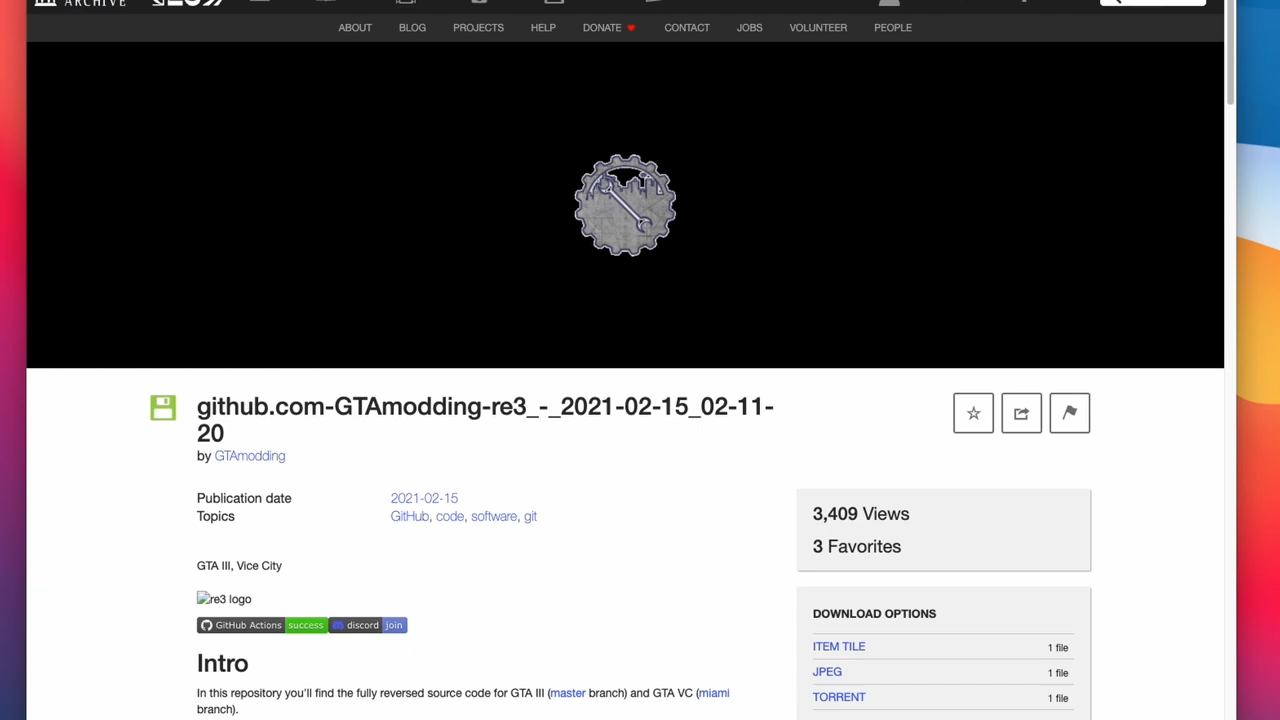 ARCHIVE
ABOUT BLOG PROJECTS HELP DONATE CONTACT JOBS VOLUNTEER PEOPLE
github.com-GTAmodding-re3_-_2021-02-15_02-11-
20
by GTAmodding
Publication date 2021-02-15
Topics GitHub, code, software, git
3,409 Views
3 Favorites
GTA III, Vice City
re3 logo
GitHub Actions success discord join
DOWNLOAD OPTIONS
ITEM TILE 1 file
JPEG 1 file
TORRENT 1 file
Intro
In this repository you'll find the fully reversed source code for GTA III (master branch) and GTA VC (miami
branch).